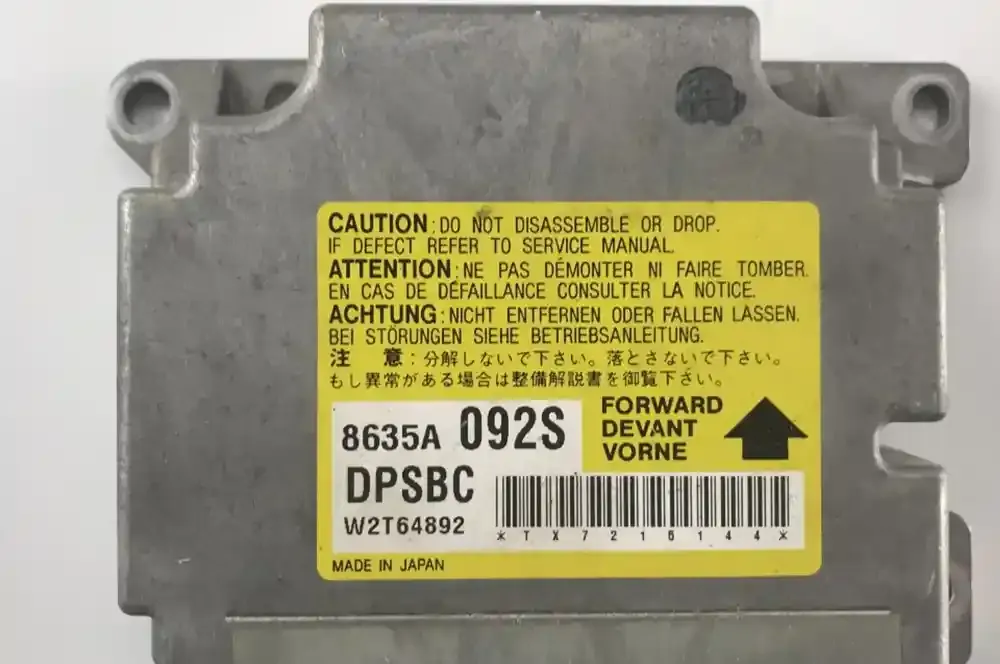 CAUTION : DO NOT DISASSEMBLE OR DROP.
IF DEFECT REFER TO SERVICE MANUAL.
ATTENTION : NE PAS DÉMONTER NI FAIRE TOMBER.
EN CAS DE DÉFAILLANCE CONSULTER LA NOTICE.
ACHTUNG : NICHT ENTFERNEN ODER FALLEN LASSEN.
BEI STÖRUNGEN SIEHE BETRIEBSANLEITUNG.
注 意 : 分解しないで下さい。落とさないで下さい。
もし異常がある場合は整備解説書を御覧下さい。
8635A 092S
FORWARD
DEVANT
VORNE
DPSBC
W2T64892
*TX7216144*
MADE IN JAPAN